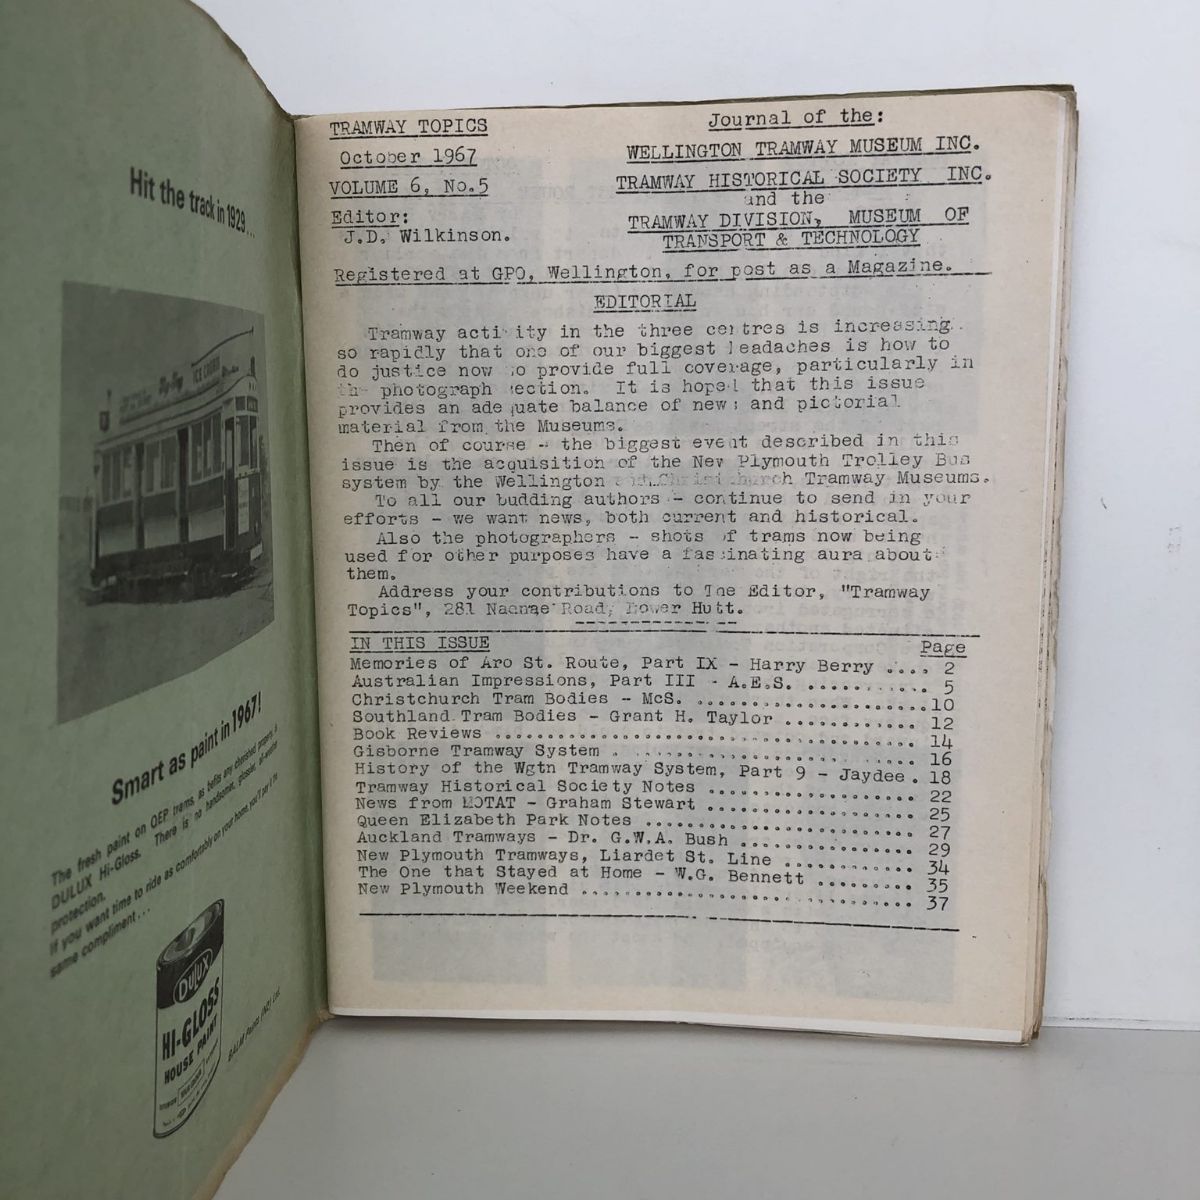 Hit the track in 1929...
ICE CREAM
Smart as paint in 1967!
The fresh paint on QEP trams, as befits any cherished property, is
DULUX Hi-Gloss. There is no handsomer, glossier, all-weather
protection.
If you want time to ride as comfortably on your home, you'll pay it the
same compliment...
DULUX
HI-GLOSS
HOUSE PAINT
BALM Paints (NZ) Ltd.
TRAMWAY TOPICS
October 1967
VOLUME 6, No.5
Editor:
J.D. Wilkinson.
Journal of the:
WELLINGTON TRAMWAY MUSEUM INC.
TRAMWAY HISTORICAL SOCIETY INC.
and the
TRAMWAY DIVISION, MUSEUM OF
TRANSPORT & TECHNOLOGY
Registered at GPO, Wellington, for post as a Magazine.
EDITORIAL
Tramway activity in the three centres is increasing
so rapidly that one of our biggest headaches is how to
do justice now to provide full coverage, particularly in
the photograph section. It is hoped that this issue
provides an adequate balance of news and pictorial
material from the Museums.
Then of course - the biggest event described in this
issue is the acquisition of the New Plymouth Trolley Bus
system by the Wellington and Christchurch Tramway Museums.
To all our budding authors - continue to send in your
efforts - we want news, both current and historical.
Also the photographers - shots of trams now being
used for other purposes have a fascinating aura about
them.
Address your contributions to The Editor, "Tramway
Topics", 281 Naenae Road, Lower Hutt.
IN THIS ISSUE Page
Memories of Aro St. Route, Part IX - Harry Berry .... 2
Australian Impressions, Part III - A.E.S. .......... 5
Christchurch Tram Bodies - McS. ....................10
Southland Tram Bodies - Grant H. Taylor ........... 12
Book Reviews ...................................... 14
Gisborne Tramway System . ......................... 16
History of the Wgtn Tramway System, Part 9 - Jaydee . 18
Tramway Historical Society Notes .................. 22
News from MOTAT - Graham Stewart .................. 25
Queen Elizabeth Park Notes ........................ 27
Auckland Tramways - Dr. G.W.A. Bush ............... 29
New Plymouth Tramways, Liardet St. Line ........... 34
The One that Stayed at Home - W.G. Bennett ........ 35
New Plymouth Weekend .............................. 37